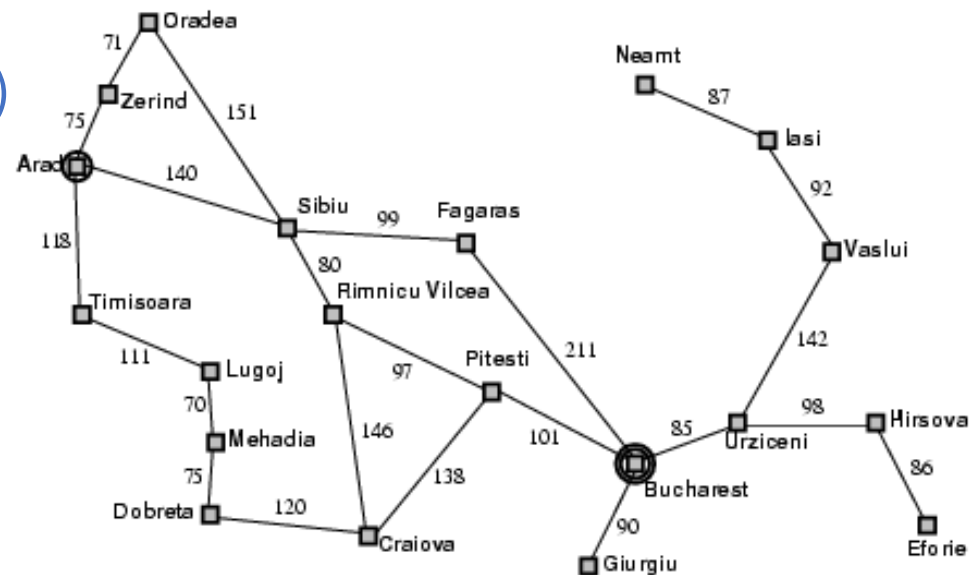 Oradea
71
Neamt
87
Zerind
151
75
Iasi
Arad
140
92
Sibiu
Fagaras
99
118
Vaslui
80
Timisoara
Rimnicu Vilcea
142
111
211
Lugoj
97
Pitesti
70
98
Hirsova
Mehadia
146
101
85
Urziceni
75
138
86
Bucharest
Dobreta
120
90
Craiova
Eforie
Giurgiu